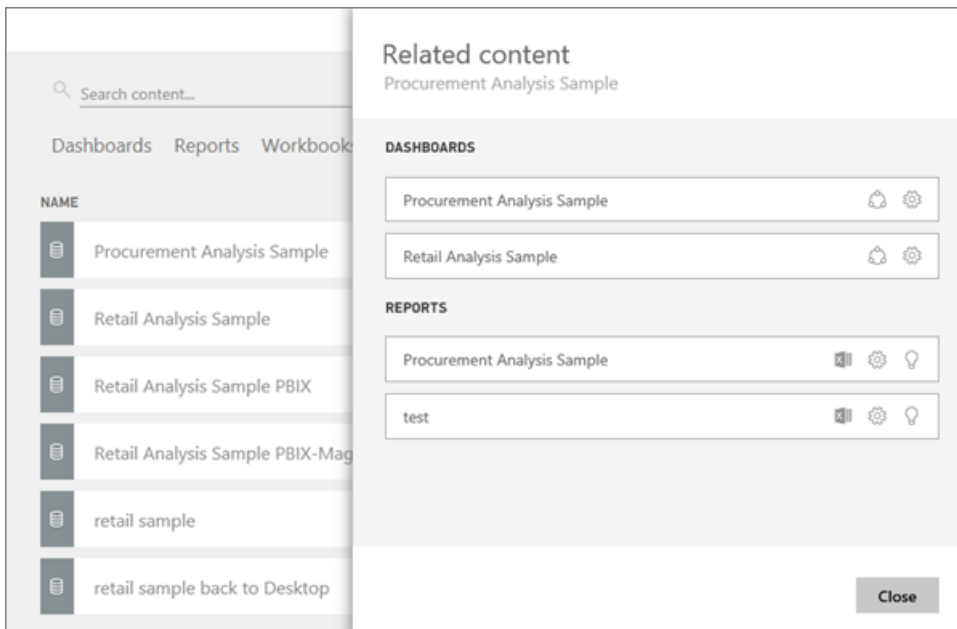 Search content...
Dashboards Reports Workbooks
NAME
Procurement Analysis Sample
Retail Analysis Sample
Retail Analysis Sample PBIX
Retail Analysis Sample PBIX-Mag
retail sample
retail sample back to Desktop
Related content
Procurement Analysis Sample
DASHBOARDS
Procurement Analysis Sample
Retail Analysis Sample
REPORTS
Procurement Analysis Sample
test
Close